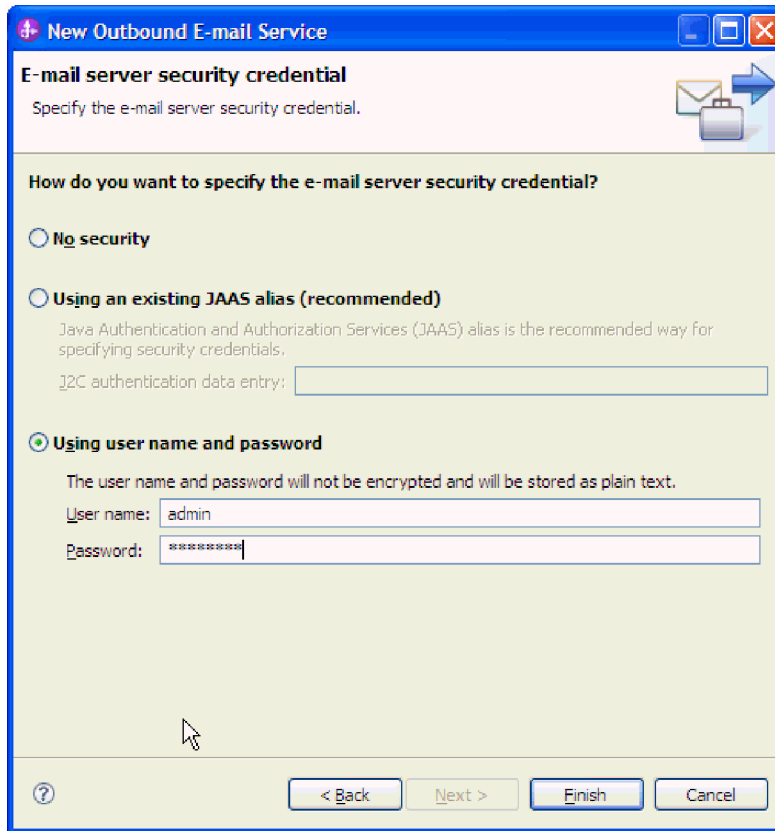 New Outbound E-mail Service
E-mail server security credential
Specify the e-mail server security credential.
How do you want to specify the e-mail server security credential?
No security
Using an existing JAAS alias (recommended)
Java Authentication and Authorization Services (JAAS) alias is the recommended way for
specifying security credentials.
J2C authentication data entry:
Using user name and password
The user name and password will not be encrypted and will be stored as plain text.
User name: admin
Password: ********
? < Back Next > Finish Cancel